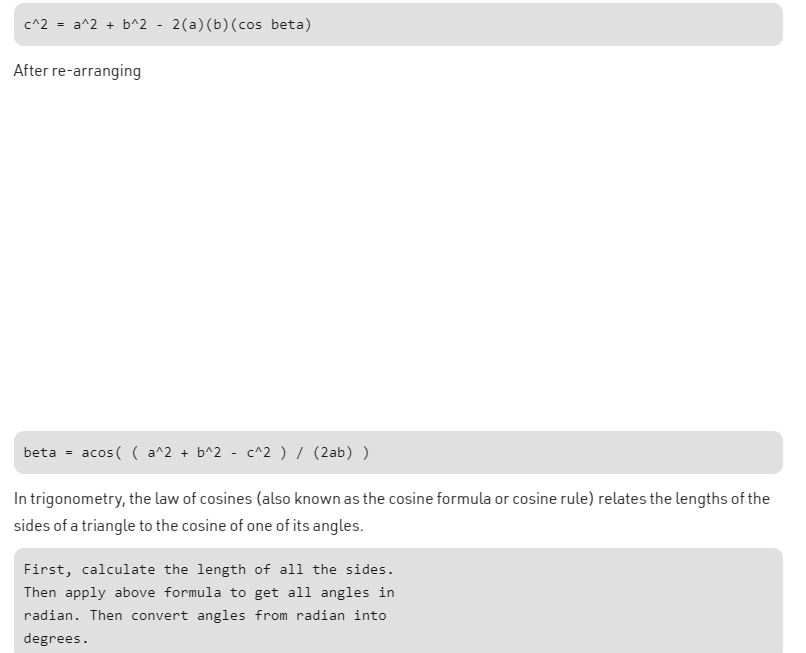 c^2 = a^2 + b^2 - 2(a)(b)(cos beta)
After re-arranging
beta = acos( ( a^2 + b^2 - c^2 ) / (2ab) )
In trigonometry, the law of cosines (also known as the cosine formula or cosine rule) relates the lengths of the
sides of a triangle to the cosine of one of its angles.
First, calculate the length of all the sides.
Then apply above formula to get all angles in
radian. Then convert angles from radian into
degrees.